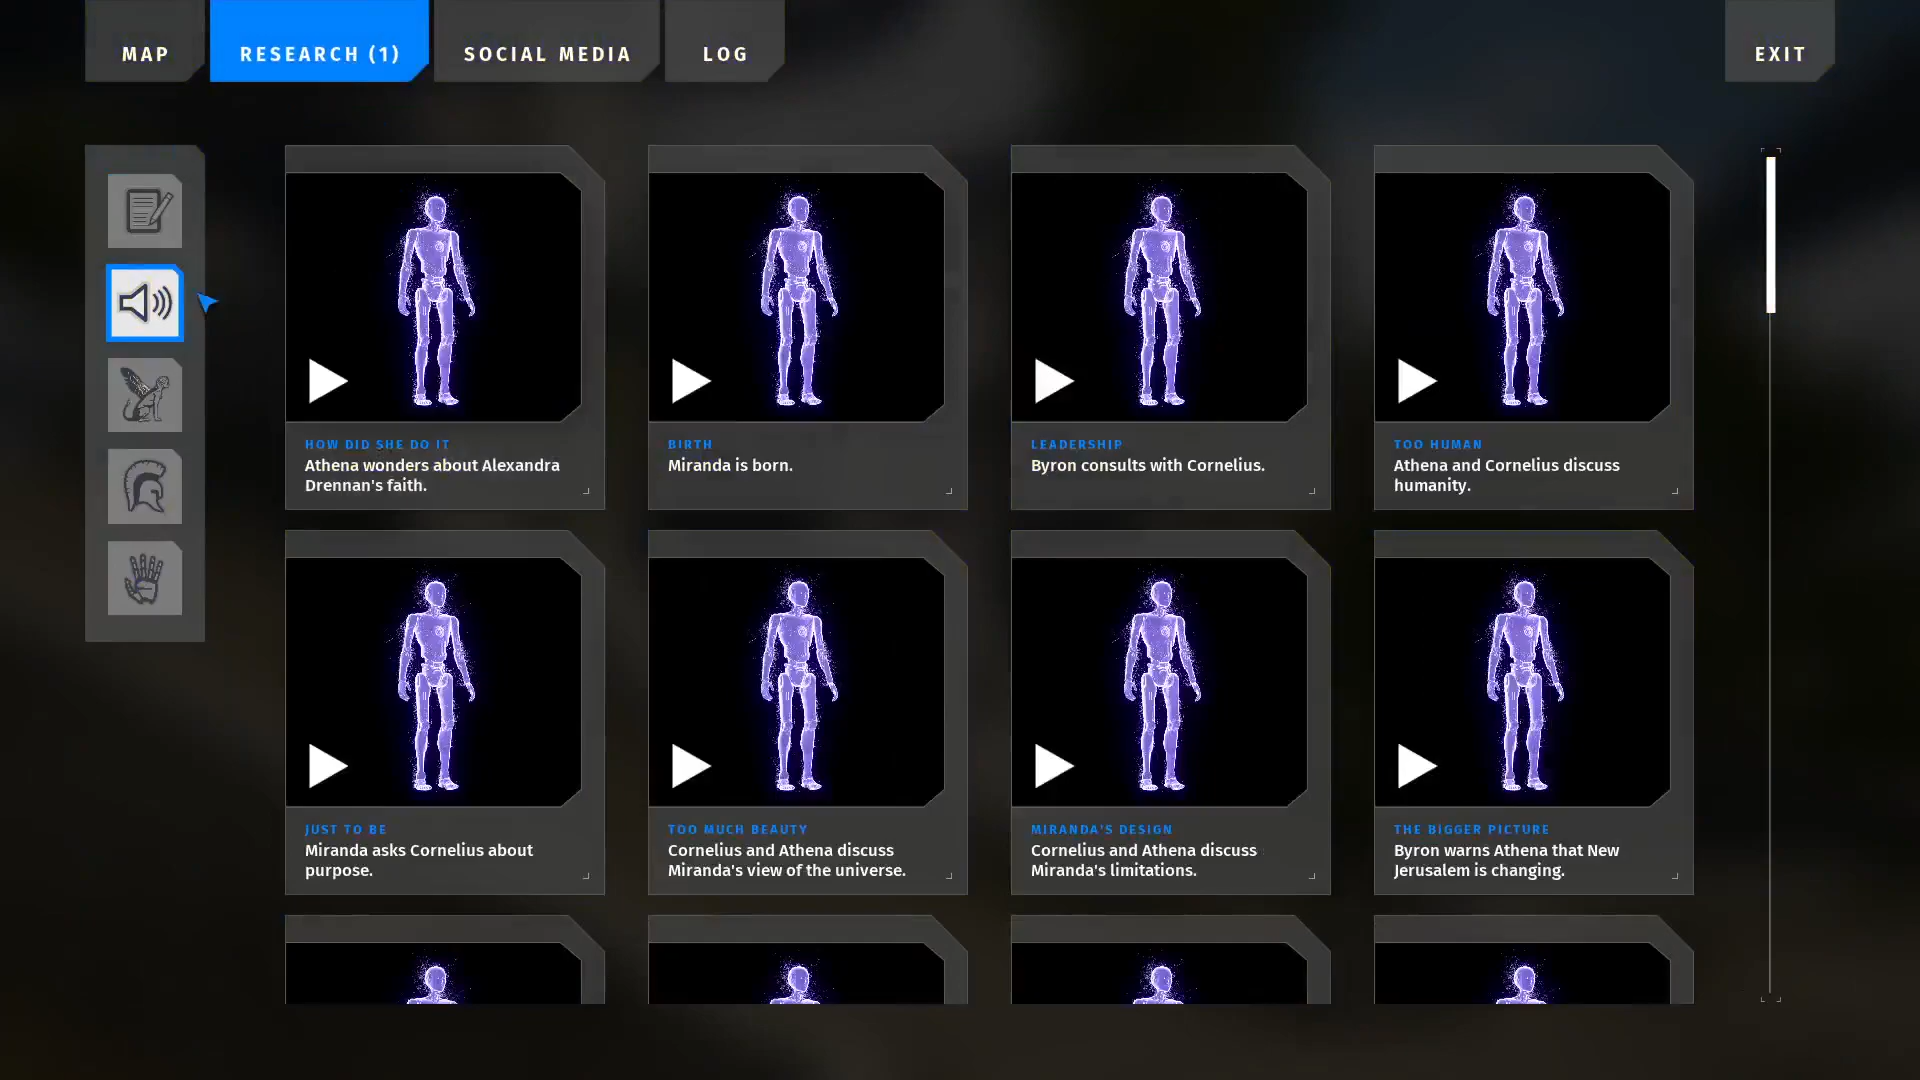 MAP
RESEARCH (1)
SOCIAL MEDIA
LOG
EXIT
HOW DID SHE DO IT
Athena wonders about Alexandra
Drennan's faith.
BIRTH
Miranda is born.
LEADERSHIP
Byron consults with Cornelius.
TOO HUMAN
Athena and Cornelius discuss
humanity.
JUST TO BE
Miranda asks Cornelius about
purpose.
TOO MUCH BEAUTY
Cornelius and Athena discuss
Miranda's view of the universe.
MIRANDA'S DESIGN
Cornelius and Athena discuss
Miranda's limitations.
THE BIGGER PICTURE
Byron warns Athena that New
Jerusalem is changing.